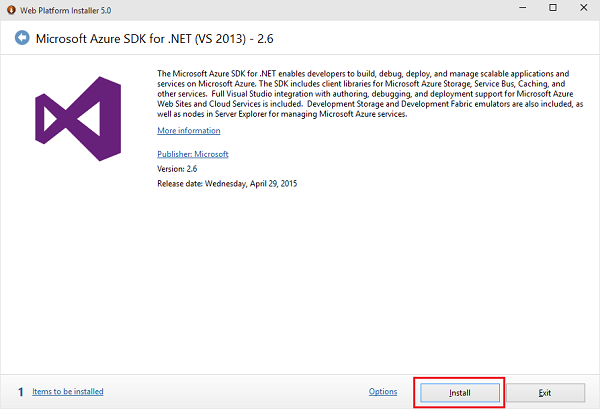 Web Platform Installer 5.0
Microsoft Azure SDK for .NET (VS 2013) - 2.6
The Microsoft Azure SDK for .NET enables developers to build, debug, deploy, and manage scalable applications and
services on Microsoft Azure. The SDK includes client libraries for Microsoft Azure Storage, Service Bus, Caching, and
other services.  Full Visual Studio integration with authoring, debugging, and deployment support for Microsoft Azure
Web Sites and Cloud Services is included.  Development Storage and Development Fabric emulators are also included, as
well as nodes in Server Explorer for managing Microsoft Azure services.
More information
Publisher: Microsoft
Version: 2.6
Release date: Wednesday, April 29, 2015
1 Items to be installed Options Install Exit